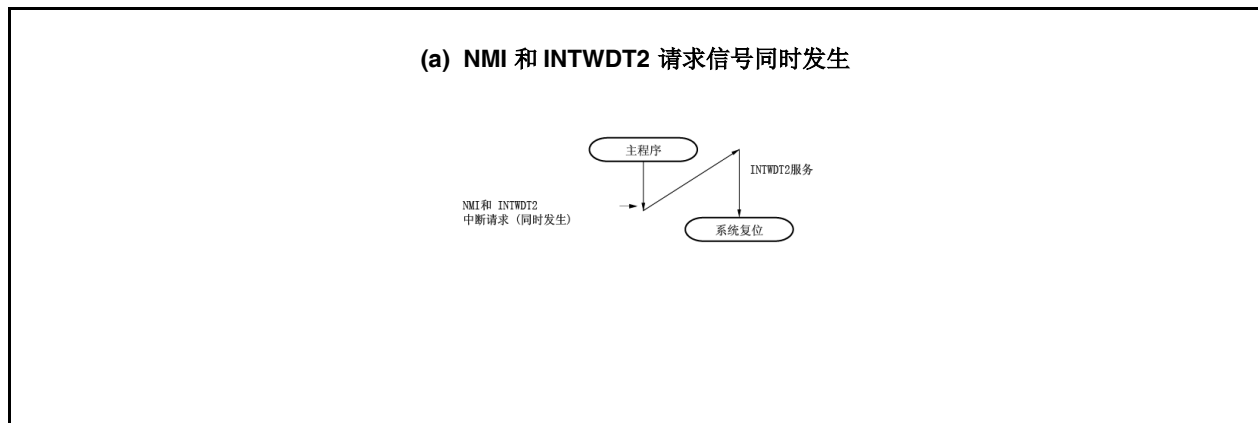 (a) NMI 和 INTWDT2 请求信号同时发生
主程序
INTWDT2服务
NMI和 INTWDT2
中断请求 (同时发生)
系统复位